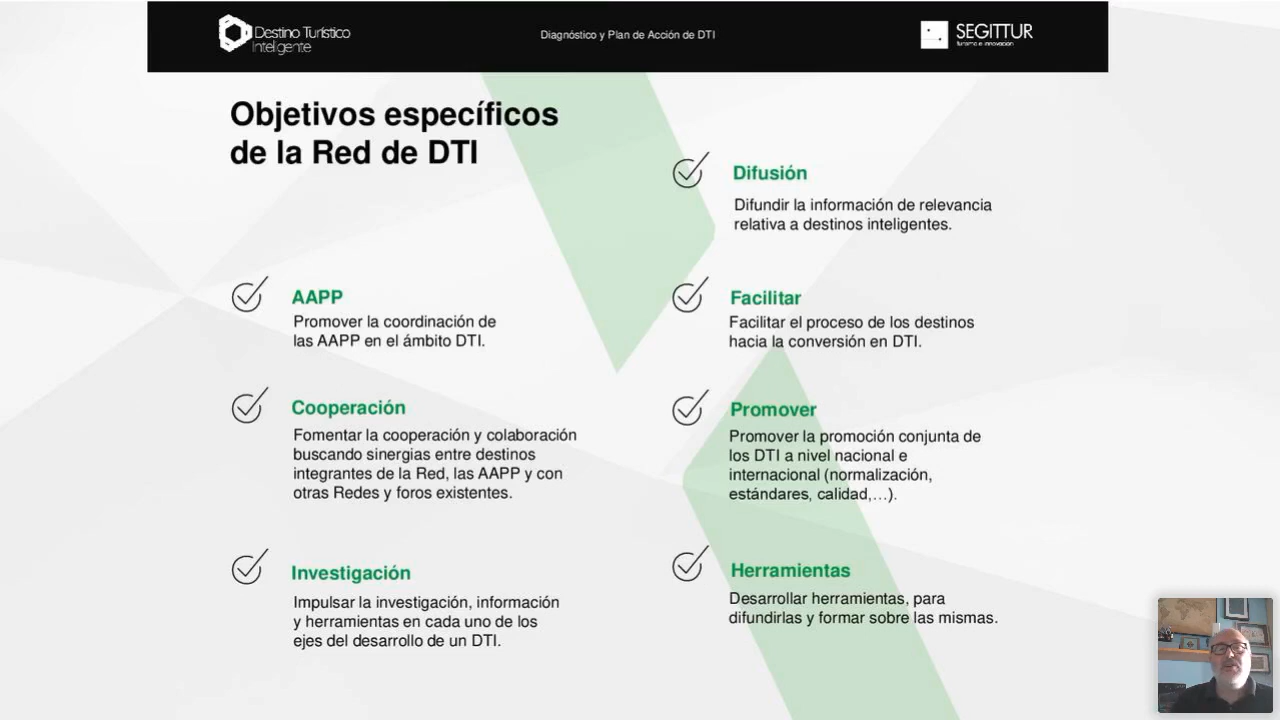 Destino Turístico
Inteligente
Diagnóstico y Plan de Acción de DTI
SEGITTUR
turismo e innovación
Objetivos específicos
de la Red de DTI
AAPP
Promover la coordinación de
las AAPP en el ámbito DTI.
Cooperación
Fomentar la cooperación y colaboración
buscando sinergias entre destinos
integrantes de la Red, las AAPP y con
otras Redes y foros existentes.
Investigación
Impulsar la investigación, información
y herramientas en cada uno de los
ejes del desarrollo de un DTI.
Difusión
Difundir la información de relevancia
relativa a destinos inteligentes.
Facilitar
Facilitar el proceso de los destinos
hacia la conversión en DTI.
Promover
Promover la promoción conjunta de
los DTI a nivel nacional e
internacional (normalización,
estándares, calidad,…).
Herramientas
Desarrollar herramientas, para
difundirlas y formar sobre las mismas.